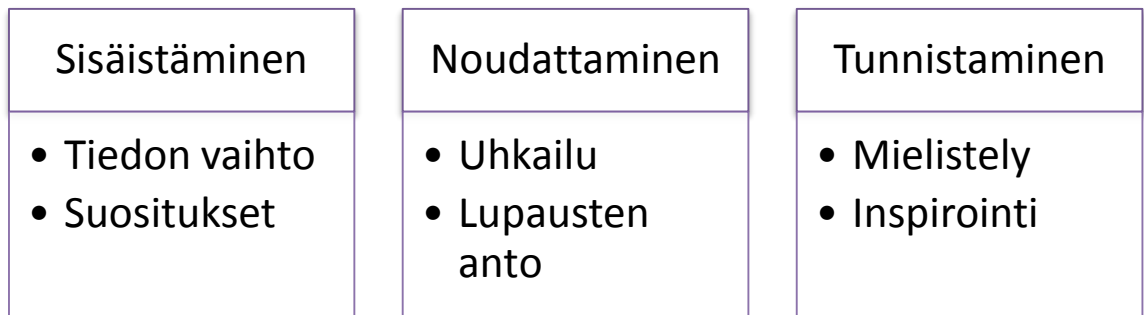 Sisäistäminen
• Tiedon vaihto
• Suositukset
Noudattaminen
• Uhkailu
• Lupausten
anto
Tunnistaminen
• Mielistely
• Inspirointi